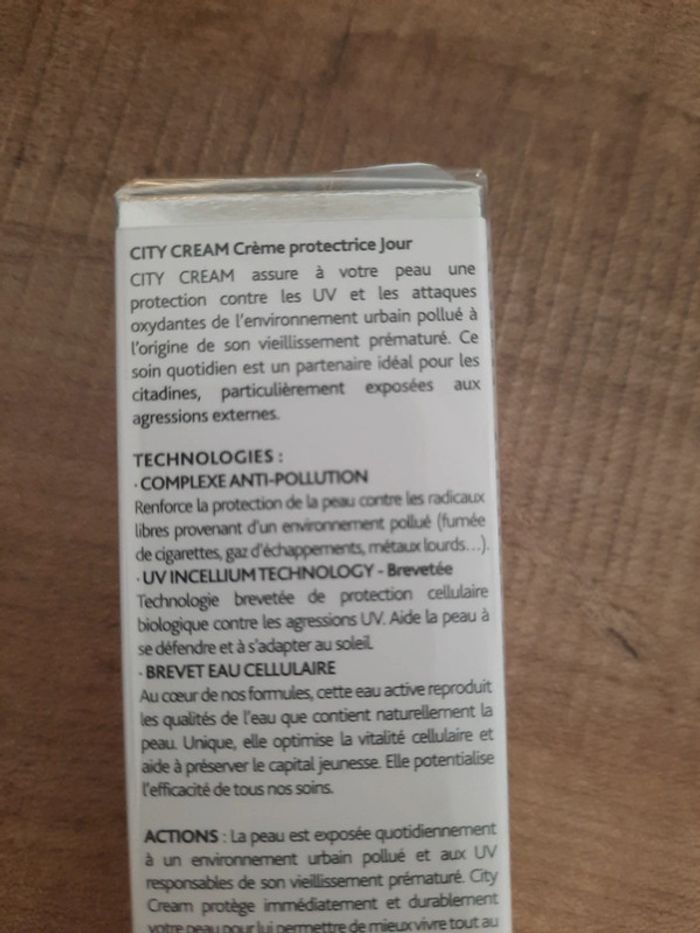 CITY CREAM Crème protectrice Jour
CITY CREAM assure à votre peau une
protection contre les UV et les attaques
oxydantes de l'environnement urbain pollué à
l'origine de son vieillissement prématuré. Ce
soin quotidien est un partenaire idéal pour les
citadines, particulièrement exposées aux
agressions externes.
TECHNOLOGIES :
· COMPLEXE ANTI-POLLUTION
Renforce la protection de la peau contre les radicaux
libres provenant d'un environnement pollué (fumée
de cigarettes, gaz d'échappements, métaux lourds...).
· UV INCELLIUM TECHNOLOGY - Brevetée
Technologie brevetée de protection cellulaire
biologique contre les agressions UV. Aide la peau à
se défendre et à s'adapter au soleil.
· BREVET EAU CELLULAIRE
Au cœur de nos formules, cette eau active reproduit
les qualités de l'eau que contient naturellement la
peau. Unique, elle optimise la vitalité cellulaire et
aide à préserver le capital jeunesse. Elle potentialise
l'efficacité de tous nos soins.
ACTIONS : La peau est exposée quotidiennement
à un environnement urbain pollué et aux UV
responsables de son vieillissement prématuré. City
Cream protège immédiatement et durablement
votre peau pour lui permettre de mieux vivre tout au